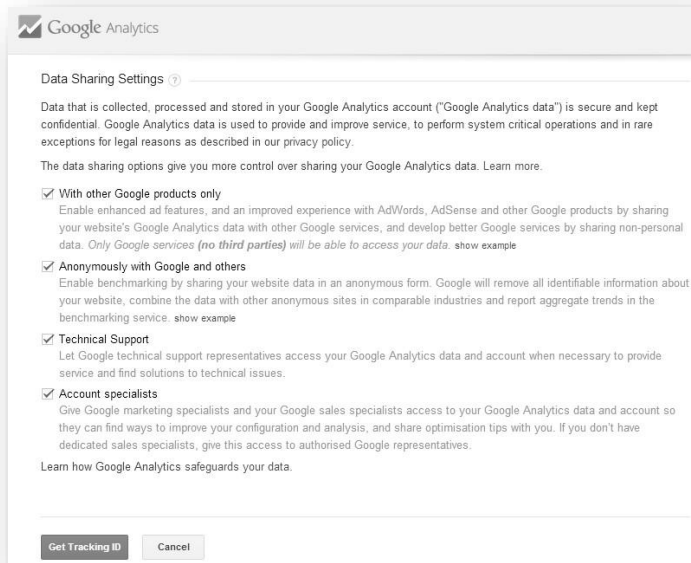 Google Analytics
Data Sharing Settings ?
Data that is collected, processed and stored in your Google Analytics account ("Google Analytics data") is secure and kept
confidential. Google Analytics data is used to provide and improve service, to perform system critical operations and in rare
exceptions for legal reasons as described in our privacy policy.
The data sharing options give you more control over sharing your Google Analytics data. Learn more.
With other Google products only
Enable enhanced ad features, and an improved experience with AdWords, AdSense and other Google products by sharing
your website's Google Analytics data with other Google services, and develop better Google services by sharing non-personal
data. Only Google services (no third parties) will be able to access your data. show example
Anonymously with Google and others
Enable benchmarking by sharing your website data in an anonymous form. Google will remove all identifiable information about
your website, combine the data with other anonymous sites in comparable industries and report aggregate trends in the
benchmarking service. show example
Technical Support
Let Google technical support representatives access your Google Analytics data and account when necessary to provide
service and find solutions to technical issues.
Account specialists
Give Google marketing specialists and your Google sales specialists access to your Google Analytics data and account so
they can find ways to improve your configuration and analysis, and share optimisation tips with you. If you don't have
dedicated sales specialists, give this access to authorised Google representatives.
Learn how Google Analytics safeguards your data.
Get Tracking ID Cancel